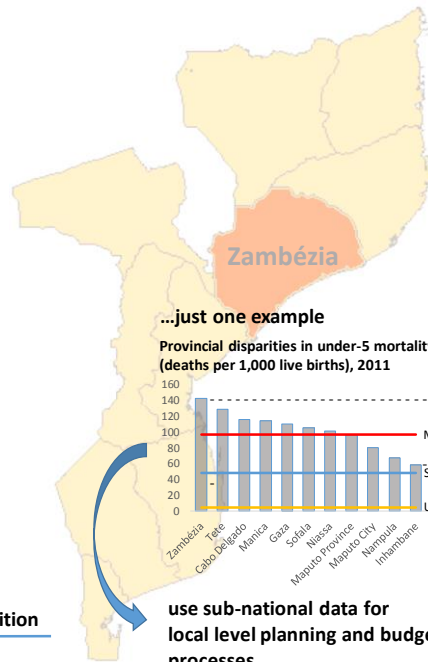 Zambézia
...just one example
Provincial disparities in under-5 mortalit
(deaths per 1,000 live births), 2011
160
140
120
100
80
60
40
20
0
M
S
U
Zambézia
Tete
Cabo Delgado
Manica
Gaza
Sofala
Niassa
Maputo Province
Maputo City
Nampula
Inhambane
ition
use sub-national data for
local level planning and budge
processes